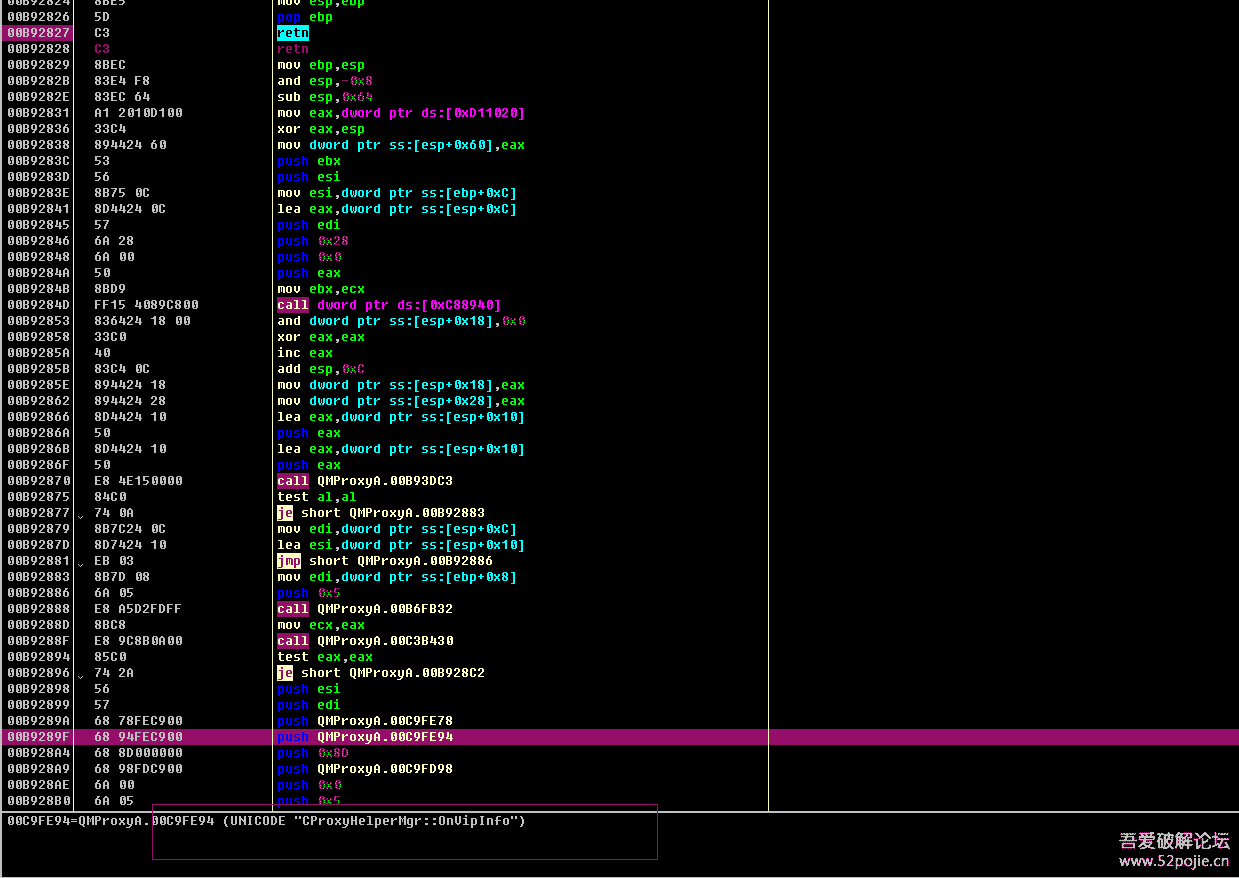 00B92824 8BE5 mov esp,ebp
00B92826 5D pop ebp
00B92827 C3 retn
00B92828 C3 retn
00B92829 8BEC mov ebp,esp
00B9282B 83E4 F8 and esp,-0x8
00B9282E 83EC 64 sub esp,0x64
00B92831 A1 2010D100 mov eax,dword ptr ds:[0xD11020]
00B92836 33C4 xor eax,esp
00B92838 894424 60 mov dword ptr ss:[esp+0x60],eax
00B9283C 53 push ebx
00B9283D 56 push esi
00B9283E 8B75 0C mov esi,dword ptr ss:[ebp+0xC]
00B92841 8D4424 0C lea eax,dword ptr ss:[esp+0xC]
00B92845 57 push edi
00B92846 6A 28 push 0x28
00B92848 6A 00 push 0x0
00B9284A 50 push eax
00B9284B 8BD9 mov ebx,ecx
00B9284D FF15 4089C800 call dword ptr ds:[0xC88940]
00B92853 836424 18 00 and dword ptr ss:[esp+0x18],0x0
00B92858 33C0 xor eax,eax
00B9285A 40 inc eax
00B9285B 83C4 0C add esp,0xC
00B9285E 894424 18 mov dword ptr ss:[esp+0x18],eax
00B92862 894424 28 mov dword ptr ss:[esp+0x28],eax
00B92866 8D4424 10 lea eax,dword ptr ss:[esp+0x10]
00B9286A 50 push eax
00B9286B 8D4424 10 lea eax,dword ptr ss:[esp+0x10]
00B9286F 50 push eax
00B92870 E8 4E150000 call QMProxyA.00B93DC3
00B92875 84C0 test al,al
00B92877 74 0A je short QMProxyA.00B92883
00B92879 8B7C24 0C mov edi,dword ptr ss:[esp+0xC]
00B9287D 8D7424 10 lea esi,dword ptr ss:[esp+0x10]
00B92881 EB 03 jmp short QMProxyA.00B92886
00B92883 8B7D 08 mov edi,dword ptr ss:[ebp+0x8]
00B92886 6A 05 push 0x5
00B92888 E8 A5D2FDFF call QMProxyA.00B6FB32
00B9288D 8BC8 mov ecx,eax
00B9288F E8 9C8B0A00 call QMProxyA.00C3B430
00B92894 85C0 test eax,eax
00B92896 74 2A je short QMProxyA.00B928C2
00B92898 56 push esi
00B92899 57 push edi
00B9289A 68 78FEC900 push QMProxyA.00C9FE78
00B9289F 68 94FEC900 push QMProxyA.00C9FE94
00B928A4 68 8D000000 push 0x8D
00B928A9 68 98FDC900 push QMProxyA.00C9FD98
00B928AE 6A 00 push 0x0
00B928B0 6A 05 push 0x5
00C9FE94=QMProxyA.00C9FE94 (UNICODE "CProxyHelperMgr::OnVipInfo")
吾爱破解论坛
www.52pojie.cn